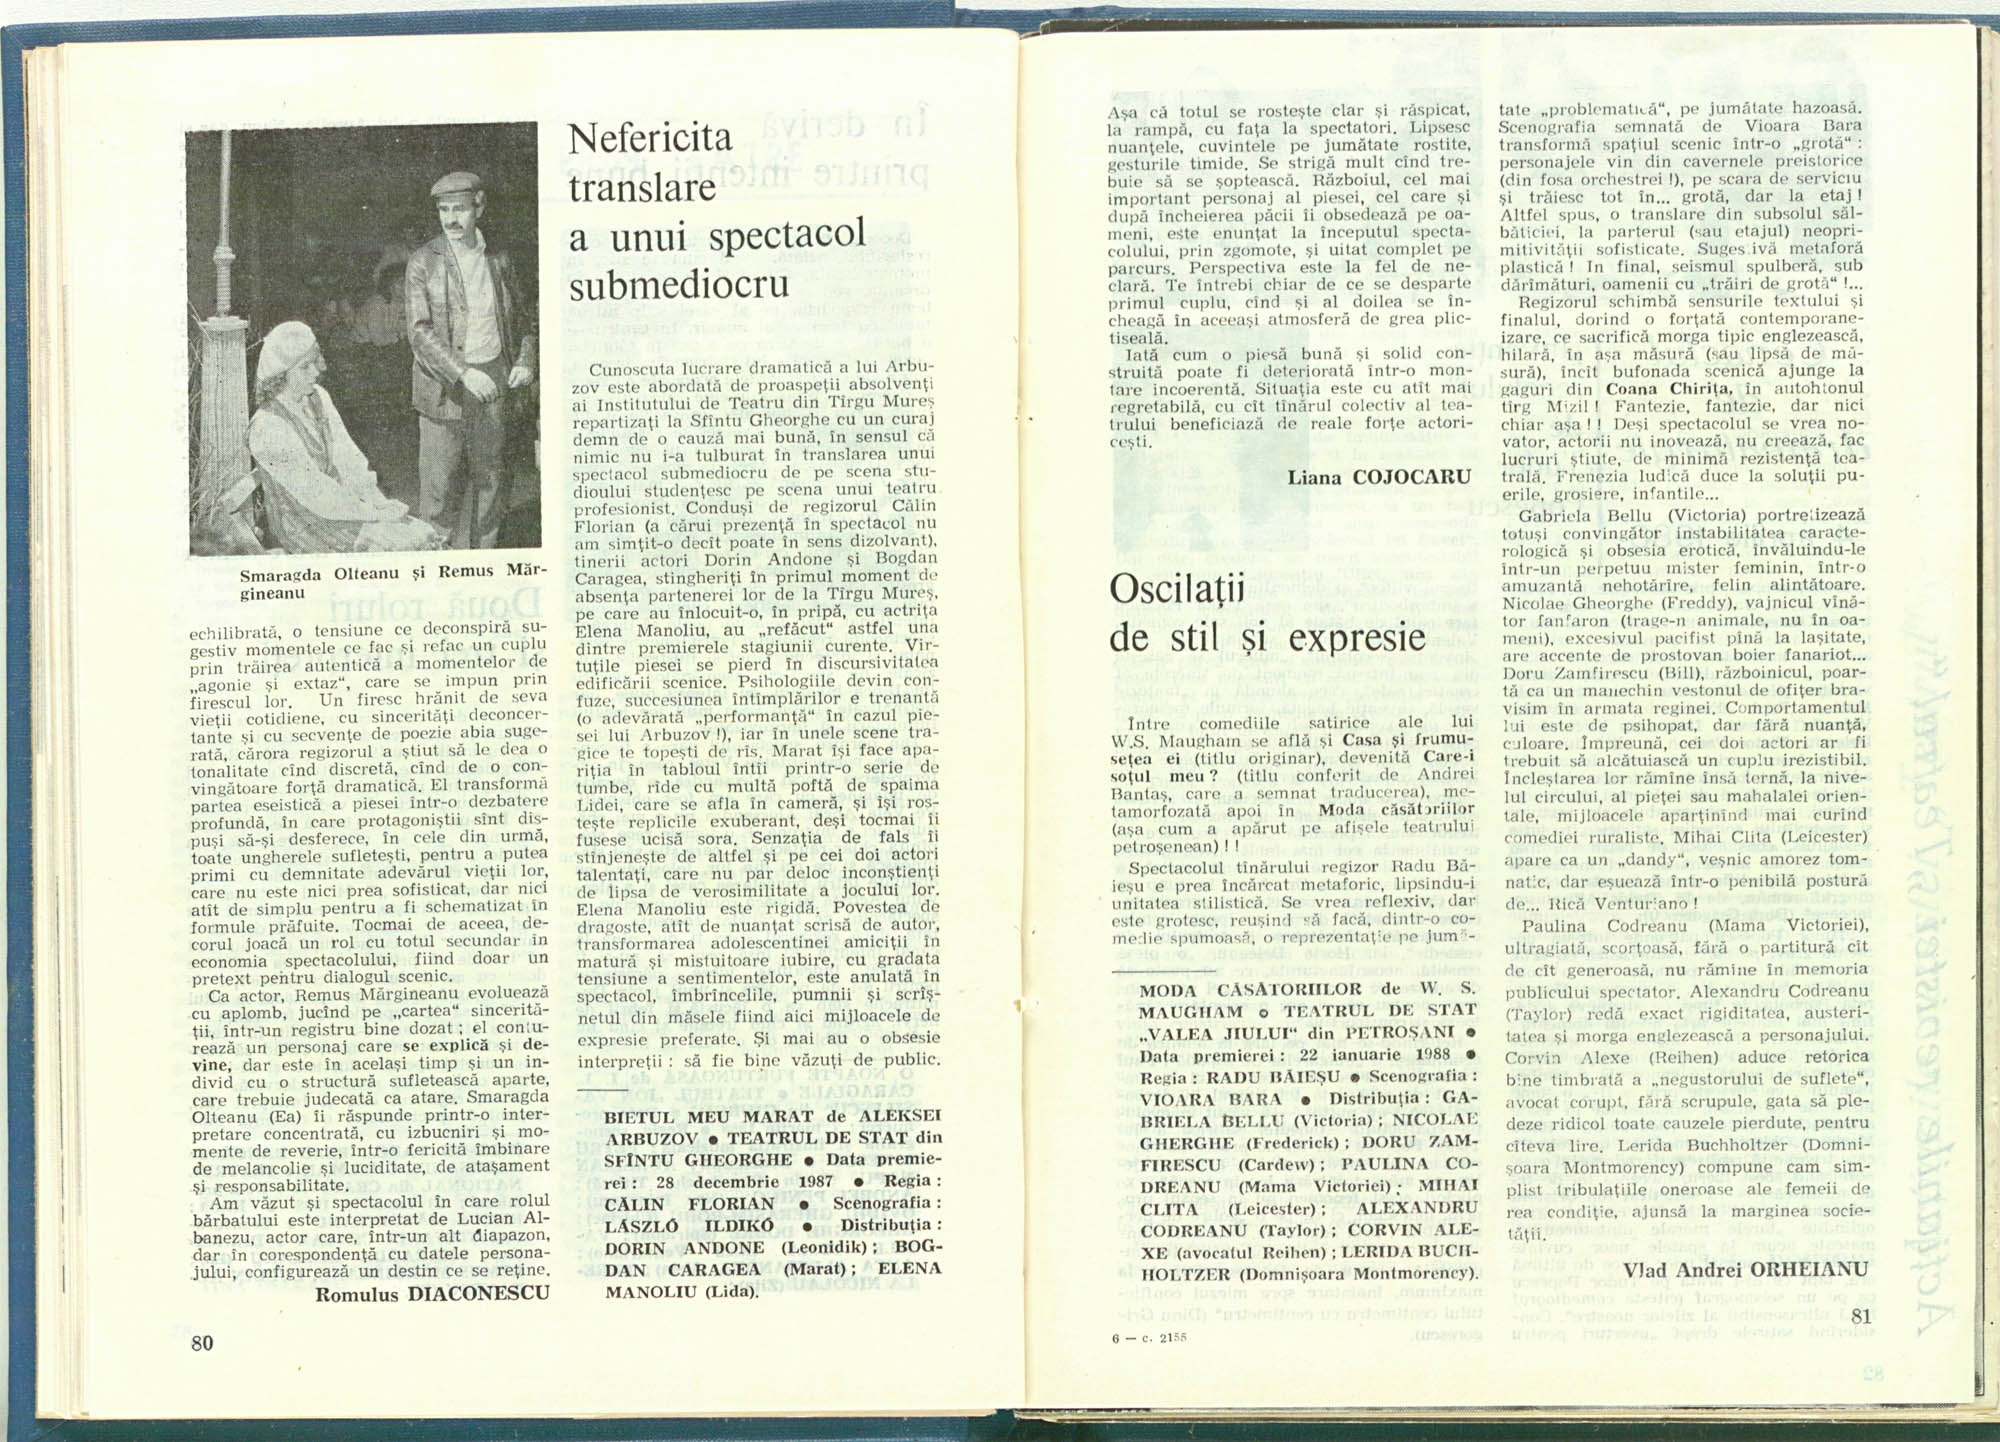 Smaragda Olteanu și Remus Măr-
gineanu
echilibrată, o tensiune ce deconspiră su-
gestiv momentele ce fac și refac un cuplu
prin trăirea autentică a momentelor de
„agonie și extaz“, care se impun prin
firescul lor. Un firesc hrănit de seva
vieții cotidiene, cu sincerități deconcer-
tante și cu secvențe de poezie abia suge-
rată, cărora regizorul a știut să le dea o
tonalitate cînd discretă, cînd de o con-
vingătoare forță dramatică. El transformă
partea eseistică a piesei într-o dezbatere
profundă, în care protagoniștii sînt dis-
puși să-și desferece, în cele din urmă,
toate ungherele sufletești, pentru a putea
primi cu demnitate adevărul vieții lor,
care nu este nici prea sofisticat, dar nici
atît de simplu pentru a fi schematizat în
formule prăfuite. Tocmai de aceea, de-
corul joacă un rol cu totul secundar în
economia spectacolului, fiind doar un
pretext pentru dialogul scenic.
Ca actor, Remus Mărgineanu evoluează
cu aplomb, jucînd pe „cartea“ sincerită-
ții, într-un registru bine dozat ; el contu-
rează un personaj care se explică și de-
vine, dar este în același timp și un in-
divid cu o structură sufletească aparte,
care trebuie judecată ca atare. Smaragda
Olteanu (Ea) îi răspunde printr-o inter-
pretare concentrată, cu izbucniri și mo-
mente de reverie, într-o fericită îmbinare
de melancolie și luciditate, de atașament
și responsabilitate.
Am văzut și spectacolul în care rolul
bărbatului este interpretat de Lucian Al-
banezu, actor care, într-un alt diapazon,
dar în corespondență cu datele persona-
jului, configurează un destin ce se reține.
Romulus DIACONESCU
80
Nefericita
translare
a unui spectacol
submediocru
Cunoscuta lucrare dramatică a lui Arbu-
zov este abordată de proaspeții absolvenți
ai Institutului de Teatru din Tîrgu Mureș
repartizați la Sfîntu Gheorghe cu un curaj
demn de o cauză mai bună, în sensul că
nimic nu i-a tulburat în translarea unui
spectacol submediocru de pe scena stu-
dioului studențesc pe scena unui teatru
profesionist. Conduși de regizorul Călin
Florian (a cărui prezență în spectacol nu
am simțit-o decît poate în sens dizolvant),
tinerii actori Dorin Andone și Bogdan
Caragea, stingheriți în primul moment de
absența partenerei lor de la Tîrgu Mureș,
pe care au înlocuit-o, în pripă, cu actrița
Elena Manoliu, au „refăcut“ astfel una
dintre premierele stagiunii curente. Vir-
tuțile piesei se pierd în discursivitatea
edificării scenice. Psihologiile devin con-
fuze, succesiunea întîmplărilor e trenantă
(o adevărată „performanță“ în cazul pie-
sei lui Arbuzov !), iar în unele scene tra-
gice te topești de rîs. Marat își face apa-
riția în tabloul întîi printr-o serie de
tumbe, rîde cu multă poftă de spaima
Lidei, care se afla în cameră, și își ros-
tește replicile exuberant, deși tocmai îi
fusese ucisă sora. Senzația de fals îi
stînjenește de altfel și pe cei doi actori
talentați, care nu par deloc inconștienți
de lipsa de verosimilitate a jocului lor.
Elena Manoliu este rigidă. Povestea de
dragoste, atît de nuanțat scrisă de autor,
transformarea adolescentinei amiciții în
matură și mistuitoare iubire, cu gradata
tensiune a sentimentelor, este anulată în
spectacol, îmbrîncelile, pumnii și scrîș-
netul din măsele fiind aici mijloacele de
expresie preferate. Și mai au o obsesie
interpreții : să fie bine văzuți de public.
BIETUL MEU MARAT de ALEKSEI
ARBUZOV ● TEATRUL DE STAT din
SFÎNTU GHEORGHE ● Data premie-
rei : 28 decembrie 1987 ● Regia :
CĂLIN FLORIAN ● Scenografia :
LÁSZLÓ ILDIKÓ ● Distribuția :
DORIN ANDONE (Leonidik) ; BOG-
DAN CARAGEA (Marat) ; ELENA
MANOLIU (Lida).
Așa că totul se rostește clar și răspicat,
la rampă, cu fața la spectatori. Lipsesc
nuanțele, cuvintele pe jumătate rostite,
gesturile timide. Se strigă mult cînd tre-
buie să se șoptească. Războiul, cel mai
important personaj al piesei, cel care și
după încheierea păcii îi obsedează pe oa-
meni, este enunțat la începutul specta-
colului, prin zgomote, și uitat complet pe
parcurs. Perspectiva este la fel de ne-
clară. Te întrebi chiar de ce se desparte
primul cuplu, cînd și al doilea se în-
cheagă în aceeași atmosferă de grea plic-
tiseală.
Iată cum o piesă bună și solid con-
struită poate fi deteriorată într-o mon-
tare incoerentă. Situația este cu atît mai
regretabilă, cu cît tînărul colectiv al tea-
trului beneficiază de reale forțe actori-
cești.
Liana COJOCARU
Oscilații
de stil și expresie
Între comediile satirice ale lui
W.S. Maugham se află și Casa și frumu-
sețea ei (titlu originar), devenită Care-i
soțul meu ? (titlu conferit de Andrei
Bantaș, care a semnat traducerea), me-
tamorfozată apoi în Moda căsătoriilor
(așa cum a apărut pe afișele teatrului
petroșenean) ! !
Spectacolul tînărului regizor Radu Bă-
ieșu e prea încărcat metaforic, lipsindu-i
unitatea stilistică. Se vrea reflexiv, dar
este grotesc, reușind să facă, dintr-o co-
medie spumoasă, o reprezentație pe jumă-
MODA CĂSĂTORIILOR de W. S.
MAUGHAM ● TEATRUL DE STAT
„VALEA JIULUI“ din PETROȘANI ●
Data premierei : 22 ianuarie 1988 ●
Regia : RADU BĂIEȘU ● Scenografia :
VIOARA BARA ● Distribuția : GA-
BRIELA BELLU (Victoria) ; NICOLAE
GHERGHE (Frederick) ; DORU ZAM-
FIRESCU (Cardew) ; PAULINA CO-
DREANU (Mama Victoriei) ; MIHAI
CLITA (Leicester) ; ALEXANDRU
CODREANU (Taylor) ; CORVIN ALE-
XE (avocatul Reihen) ; LERIDA BUCH-
HOLTZER (Domnișoara Montmorency).
6 — c. 2155
tate „problematică“, pe jumătate hazoasă.
Scenografia semnată de Vioara Bara
transformă spațiul scenic într-o „grotă“ :
personajele vin din cavernele preistorice
(din fosa orchestrei !), pe scara de serviciu
și trăiesc tot în... grotă, dar la etaj !
Altfel spus, o translare din subsolul săl-
băticiei, la parterul (sau etajul) neopri-
mitivității sofisticate. Sugestivă metaforă
plastică ! In final, seismul spulberă, sub
dărîmături, oamenii cu „trăiri de grotă“ !...
Regizorul schimbă sensurile textului și
finalul, dorind o forțată contemporane-
izare, ce sacrifică morga tipic englezească,
hilară, în așa măsură (sau lipsă de mă-
sură), încît bufonada scenică ajunge la
gaguri din Coana Chirița, în autohtonul
tîrg Mizil ! Fantezie, fantezie, dar nici
chiar așa ! ! Deși spectacolul se vrea no-
vator, actorii nu inovează, nu creează, fac
lucruri știute, de minimă rezistență tea-
trală. Frenezia ludică duce la soluții pu-
erile, grosiere, infantile...
Gabriela Bellu (Victoria) portretizează
totuși convingător instabilitatea caracte-
rologică și obsesia erotică, învăluindu-le
într-un perpetuu mister feminin, într-o
amuzantă nehotărîre, felin alintătoare.
Nicolae Gheorghe (Freddy), vajnicul vînă-
tor fanfaron (trage-n animale, nu în oa-
meni), excesivul pacifist pînă la lașitate,
are accente de prostovan boier fanariot...
Doru Zamfirescu (Bill), războinicul, poar-
tă ca un manechin vestonul de ofițer bra-
visim în armata reginei. Comportamentul
lui este de psihopat, dar fără nuanță,
culoare. Împreună, cei doi actori ar fi
trebuit să alcătuiască un cuplu irezistibil.
Încleștarea lor rămîne însă ternă, la nive-
lul circului, al pieței sau mahalalei orien-
tale, mijloacele aparținînd mai curînd
comediei ruraliste. Mihai Clita (Leicester)
apare ca un „dandy“, veșnic amorez tom-
natic, dar eșuează într-o penibilă postură
de... Rică Venturiano !
Paulina Codreanu (Mama Victoriei),
ultragiată, scorțoasă, fără o partitură cît
de cît generoasă, nu rămîne în memoria
publicului spectator. Alexandru Codreanu
(Taylor) redă exact rigiditatea, austeri-
tatea și morga englezească a personajului.
Corvin Alexe (Reihen) aduce retorica
bine timbrată a „negustorului de suflete“,
avocat corupt, fără scrupule, gata să ple-
deze ridicol toate cauzele pierdute, pentru
cîteva lire. Lerida Buchholtzer (Domni-
șoara Montmorency) compune cam sim-
plist tribulațiile oneroase ale femeii de
rea condiție, ajunsă la marginea socie-
tății.
Vlad Andrei ORHEIANU
81